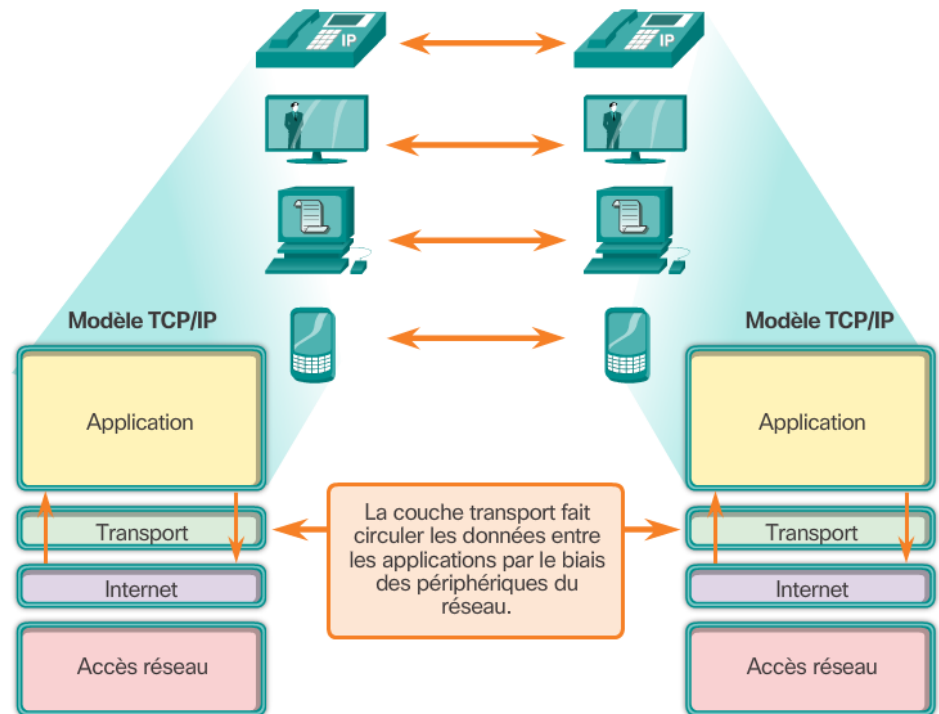 IP
IP
Modèle TCP/IP
Modèle TCP/IP
Application
Application
La couche transport fait
circuler les données entre
les applications par le biais
des périphériques du
réseau.
Transport
Transport
Internet
Internet
Accès réseau
Accès réseau